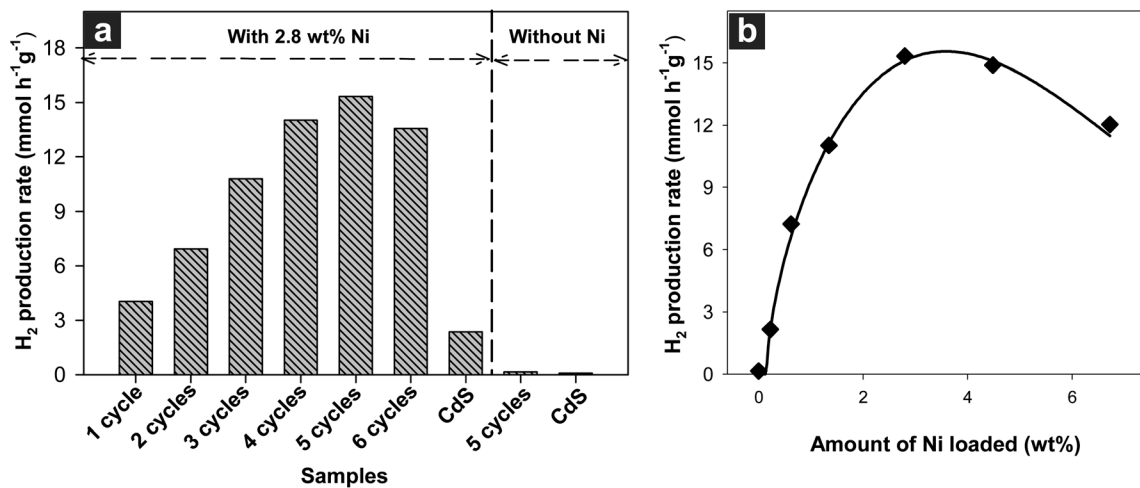 a
With 2.8 wt% Ni
Without Ni
H₂ production rate (mmol h⁻¹g⁻¹)
18
15
12
9
6
3
0
1 cycle
2 cycles
3 cycles
4 cycles
5 cycles
6 cycles
CdS
5 cycles
CdS
Samples
b
H₂ production rate (mmol h⁻¹g⁻¹)
15
12
9
6
3
0
0
2
4
6
Amount of Ni loaded (wt%)